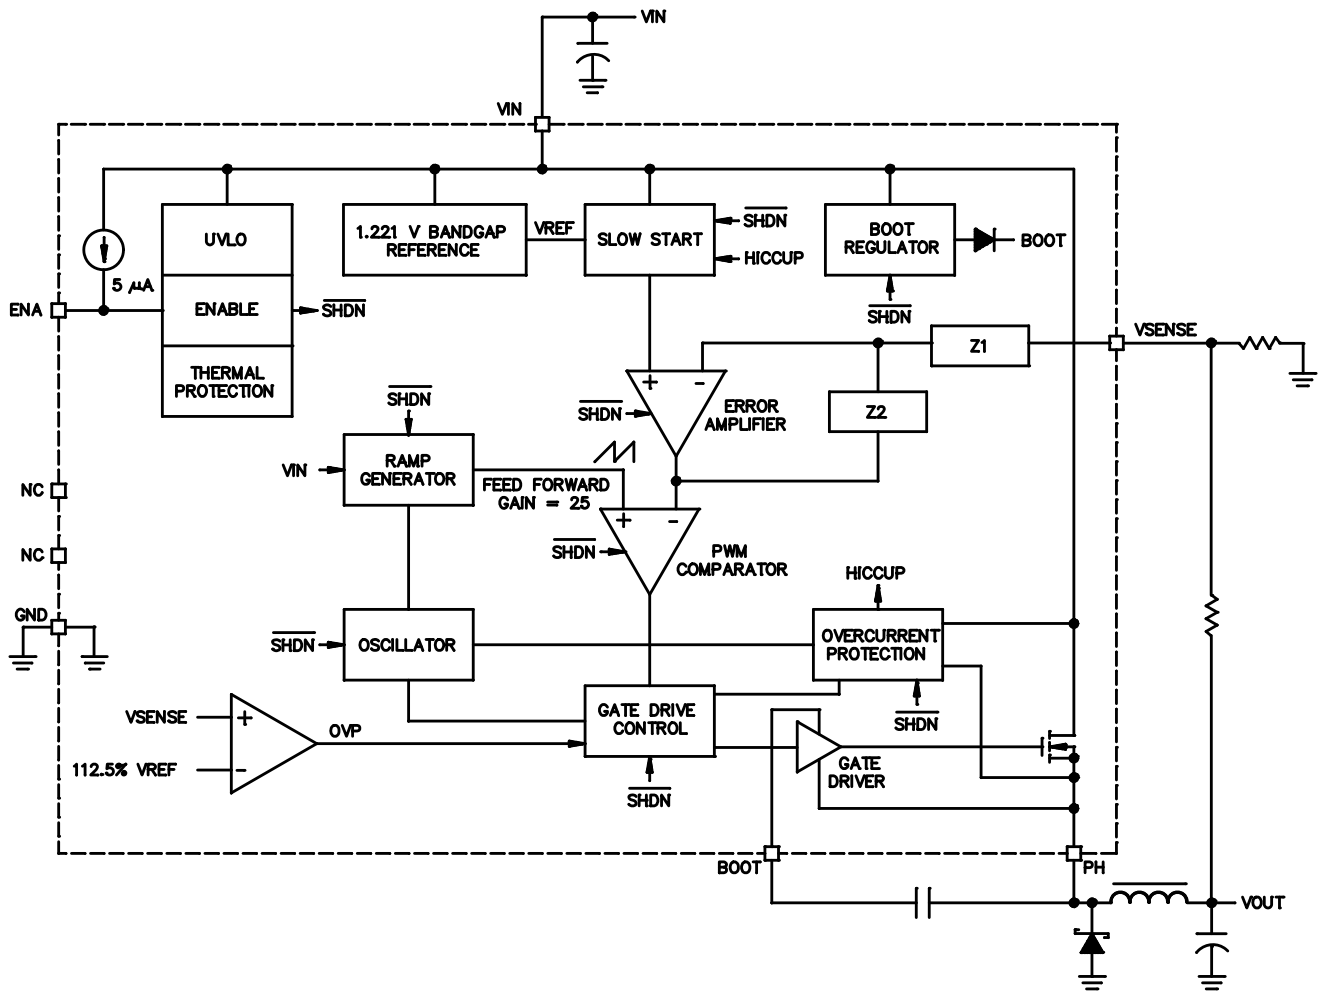 VIN
VIN
UVLO
1.221 V BANDGAP
REFERENCE
VREF
SLOW START
SHDN
HICCUP
BOOT
REGULATOR
BOOT
5 μA
ENA
ENABLE
SHDN
SHDN
VSENSE
Z1
THERMAL
PROTECTION
+
-
SHDN
SHDN
ERROR
AMPLIFIER
Z2
VIN
RAMP
GENERATOR
FEED FORWARD
GAIN = 25
NC
+
-
SHDN
PWM
COMPARATOR
NC
HICCUP
GND
SHDN
OSCILLATOR
OVERCURRENT
PROTECTION
VSENSE
+
OVP
GATE DRIVE
CONTROL
SHDN
112.5% VREF
-
GATE
DRIVER
SHDN
BOOT
PH
VOUT